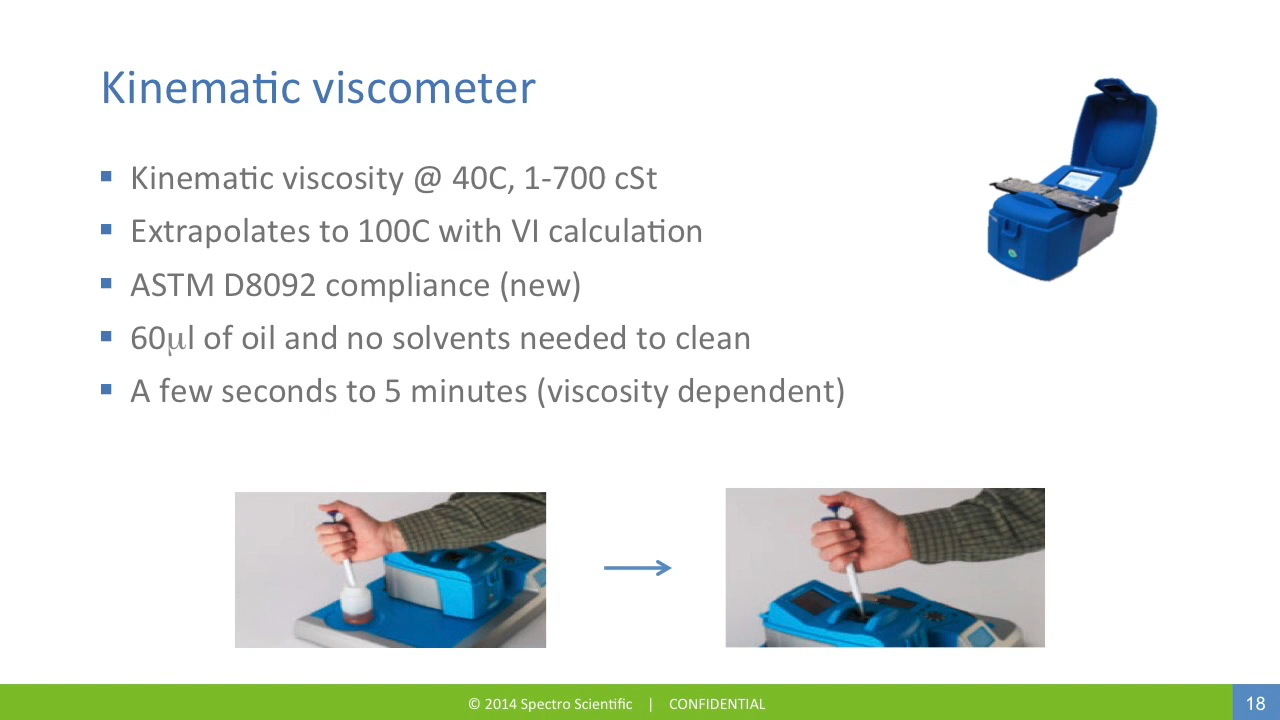 Kinematic viscometer
▪ Kinematic viscosity @ 40C, 1-700 cSt
▪ Extrapolates to 100C with VI calculation
▪ ASTM D8092 compliance (new)
▪ 60μl of oil and no solvents needed to clean
▪ A few seconds to 5 minutes (viscosity dependent)
© 2014 Spectro Scientific | CONFIDENTIAL
18